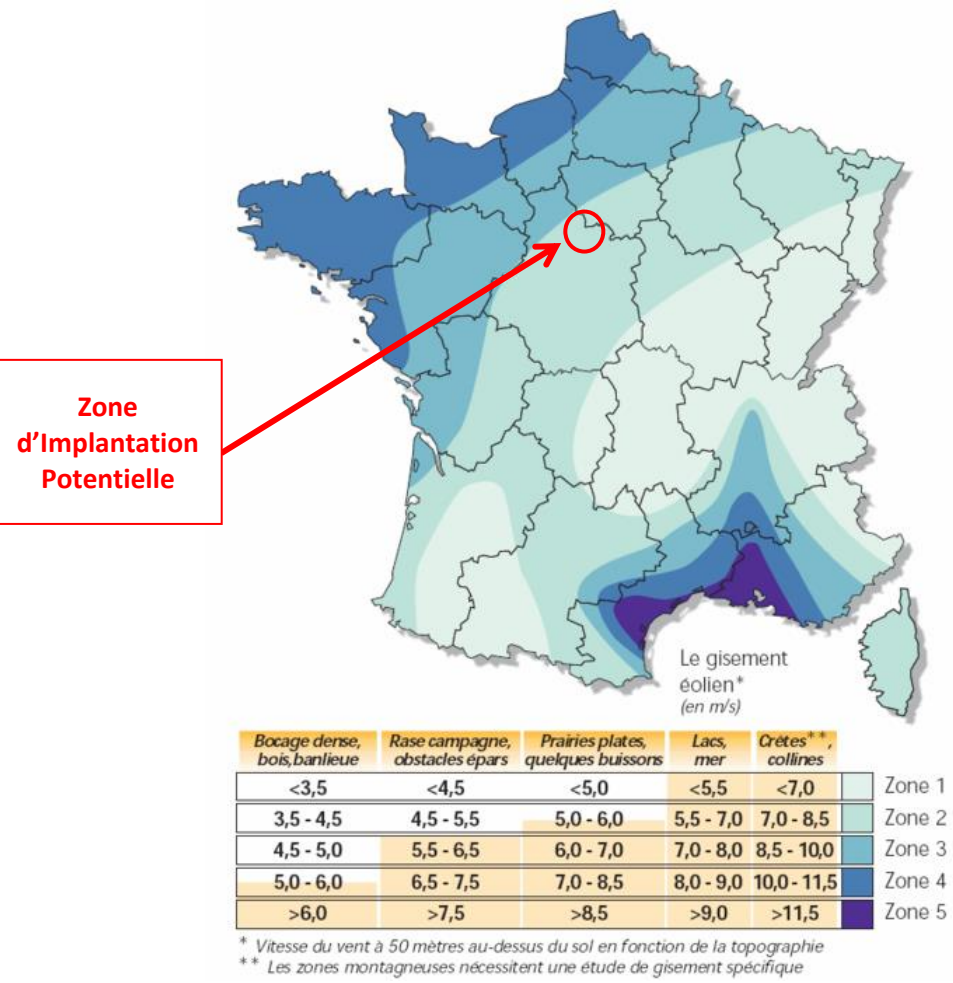 Zone
d'Implantation
Potentielle
Le gisement
éolien*
(en m/s)
Bocage dense, bois,banlieue
Rase campagne, obstacles épars
Prairies plates, quelques buissons
Lacs, mer
Crêtes**, collines
<3,5 <4,5 <5,0 <5,5 <7,0 Zone 1
3,5 - 4,5 4,5 - 5,5 5,0 - 6,0 5,5 - 7,0 7,0 - 8,5 Zone 2
4,5 - 5,0 5,5 - 6,5 6,0 - 7,0 7,0 - 8,0 8,5 - 10,0 Zone 3
5,0 - 6,0 6,5 - 7,5 7,0 - 8,5 8,0 - 9,0 10,0 - 11,5 Zone 4
>6,0 >7,5 >8,5 >9,0 >11,5 Zone 5
* Vitesse du vent à 50 mètres au-dessus du sol en fonction de la topographie
** Les zones montagneuses nécessitent une étude de gisement spécifique